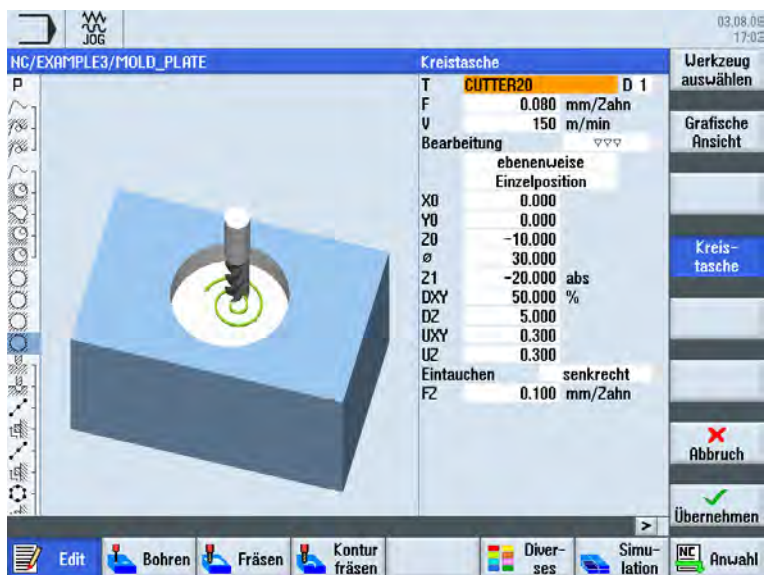 JOG
03.08.0
17:0
NC/EXAMPLE3/MOLD_PLATE
P
Kreistasche
T CUTTER20 D 1
F 0.080 mm/Zahn
V 150 m/min
Bearbeitung ▽▽▽
ebenenweise
Einzelposition
X0 0.000
Y0 0.000
Z0 -10.000
ø 30.000
Z1 -20.000 abs
DXY 50.000 %
DZ 5.000
UXY 0.300
UZ 0.300
Eintauchen senkrecht
FZ 0.100 mm/Zahn
Werkzeug
auswählen
Grafische
Ansicht
Kreis-
tasche
Abbruch
Übernehmen
>
Edit
Bohren
Fräsen
Kontur
fräsen
Diver-
ses
Simu-
lation
NC Anwahl